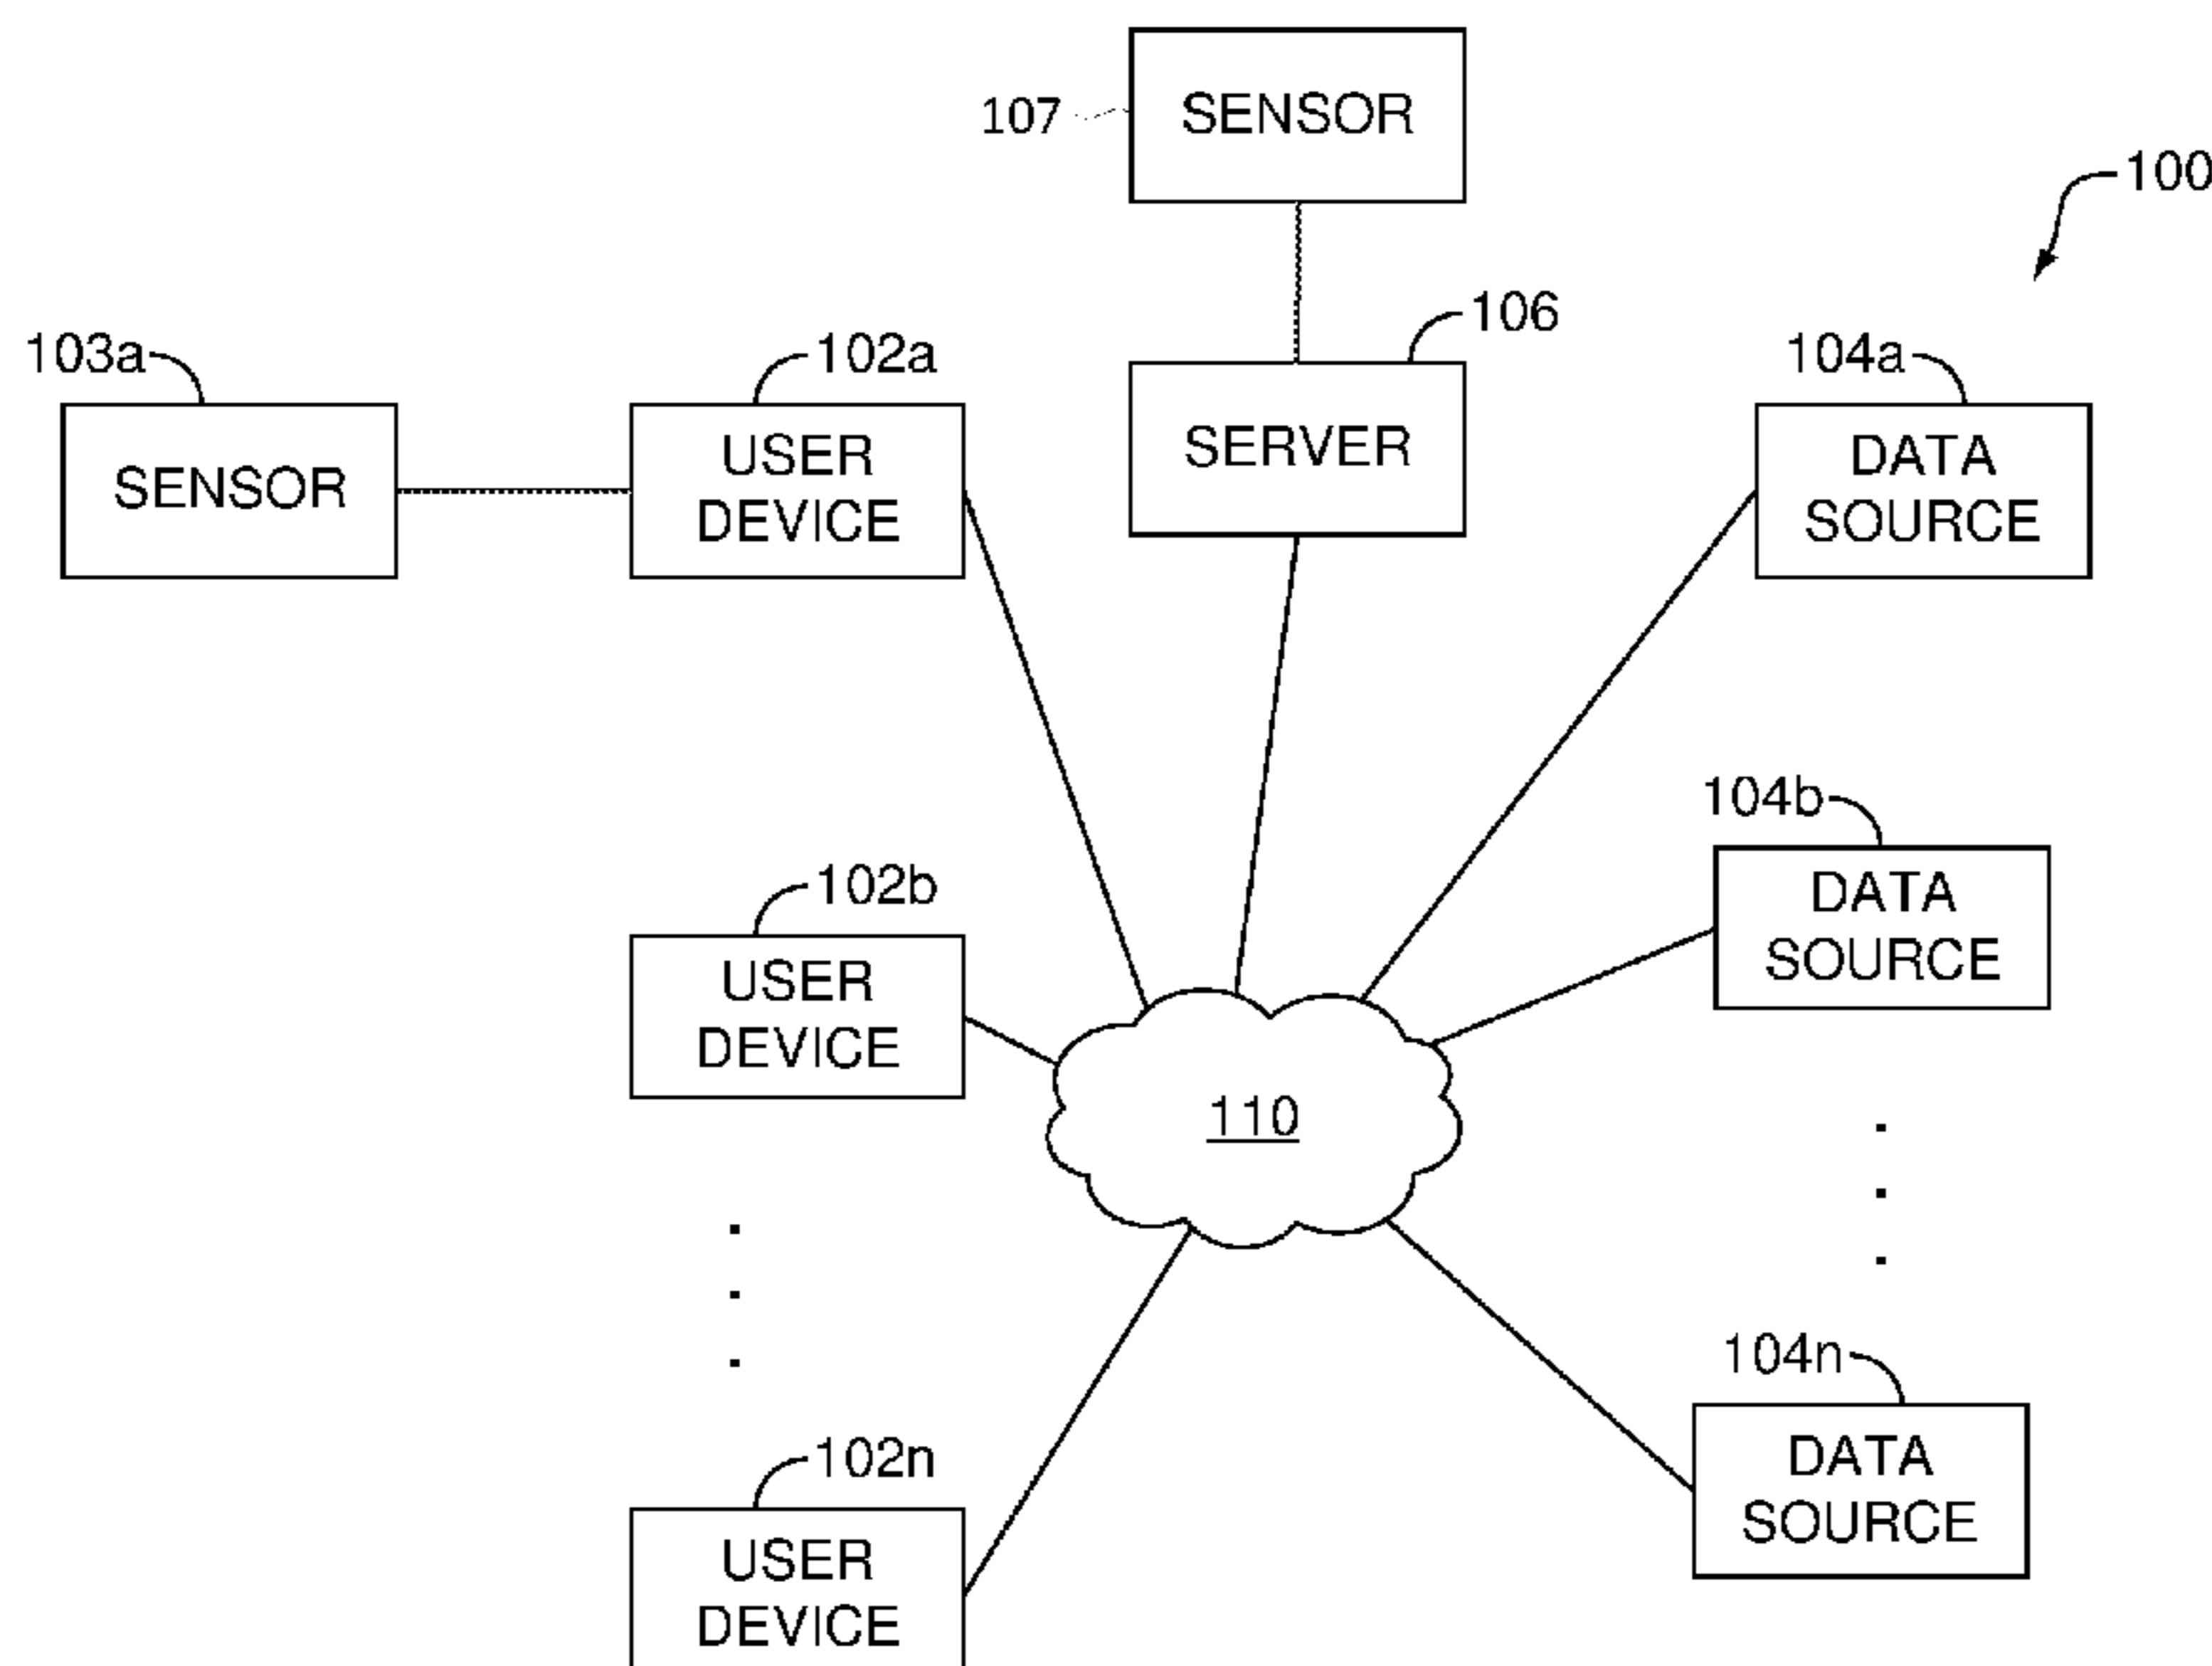 107
SENSOR
100
106
103a
102a
104a
SENSOR
USER
DEVICE
SERVER
DATA
SOURCE
104b
102b
DATA
SOURCE
USER
DEVICE
110
104n
102n
DATA
SOURCE
USER
DEVICE